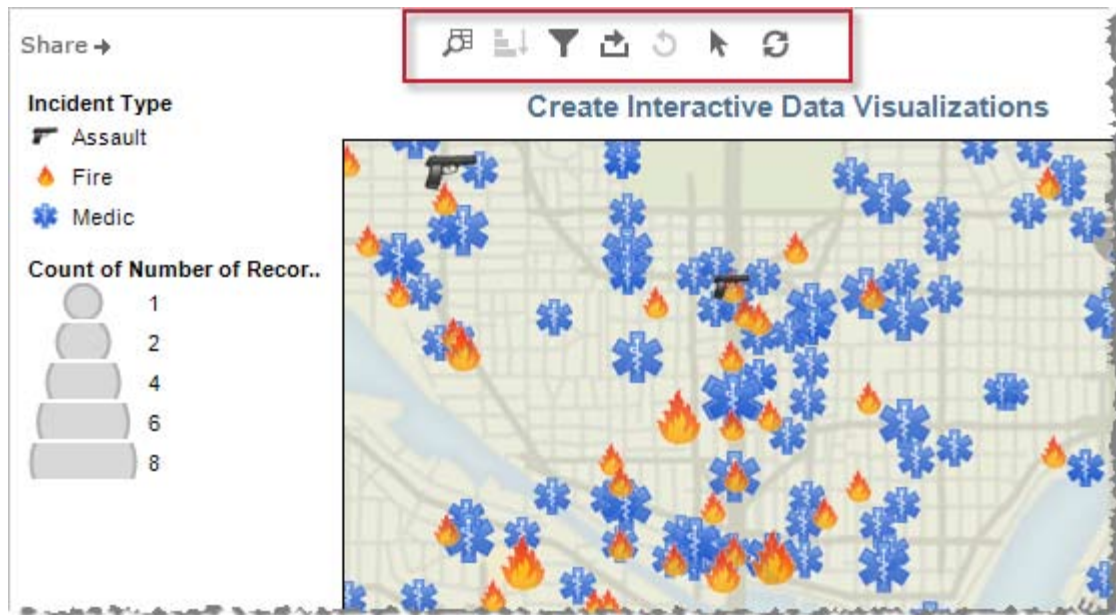 Share →
Create Interactive Data Visualizations
Incident Type
Assault
Fire
Medic
Count of Number of Recor..
1
2
4
6
8